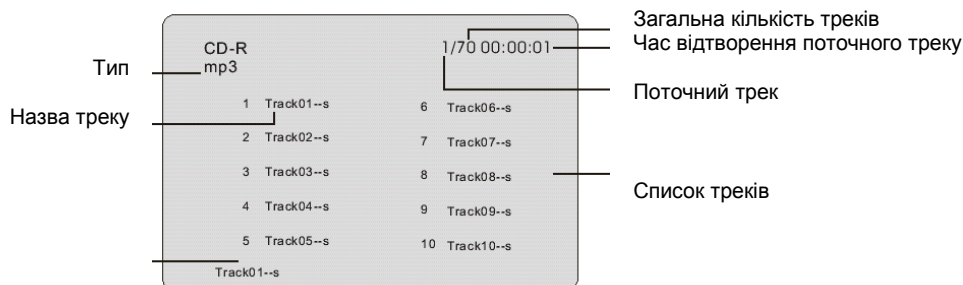 Загальна кількість треків
CD-R
1/70 00:00:01
Час відтворення поточного треку
Тип
mp3
Поточний трек
Назва треку
1 Track01--s
6 Track06--s
2 Track02--s
7 Track07--s
3 Track03--s
8 Track08--s
Список треків
4 Track04--s
9 Track09--s
5 Track05--s
10 Track10--s
Track01--s